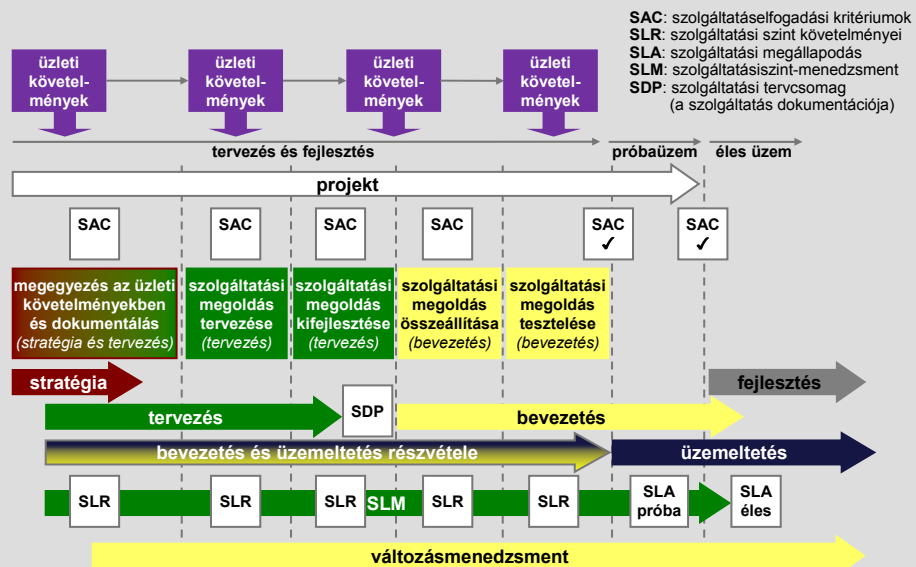 SAC: szolgáltatáselfogadási kritériumok
SLR: szolgáltatási szint követelményei
SLA: szolgáltatási megállapodás
SLM: szolgáltatásiszint-menedzsment
SDP: szolgáltatási tervcsomag
(a szolgáltatás dokumentációja)
üzleti
követel-
mények
üzleti
követel-
mények
üzleti
követel-
mények
üzleti
követel-
mények
tervezés és fejlesztés
próbaüzem
éles üzem
projekt
SAC
SAC
SAC
SAC
SAC
✓
SAC
✓
megegyezés az üzleti
követelményekben
és dokumentálás
(stratégia és tervezés)
szolgáltatási
megoldás
tervezése
(tervezés)
szolgáltatási
megoldás
kifejlesztése
(tervezés)
szolgáltatási
megoldás
összeállítása
(bevezetés)
szolgáltatási
megoldás
tesztelése
(bevezetés)
stratégia
fejlesztés
tervezés
SDP
bevezetés
bevezetés és üzemeltetés részvétele
üzemeltetés
SLR
SLR
SLR
SLM
SLR
SLR
SLA
próba
SLA
éles
változásmenedzsment